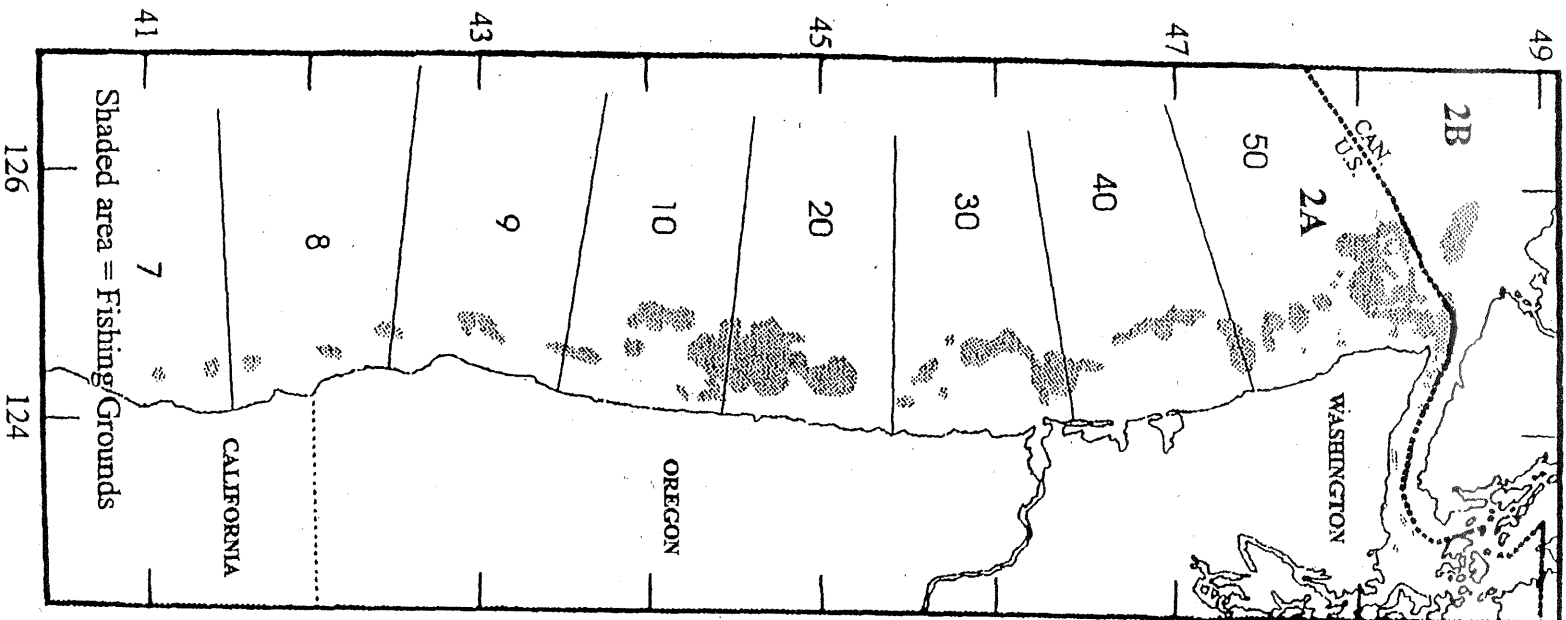 49
47
45
43
41
2B
CAN.
U.S.
50
2A
40
30
20
10
9
8
7
WASHINGTON
OREGON
CALIFORNIA
Shaded area = Fishing Grounds
126
124